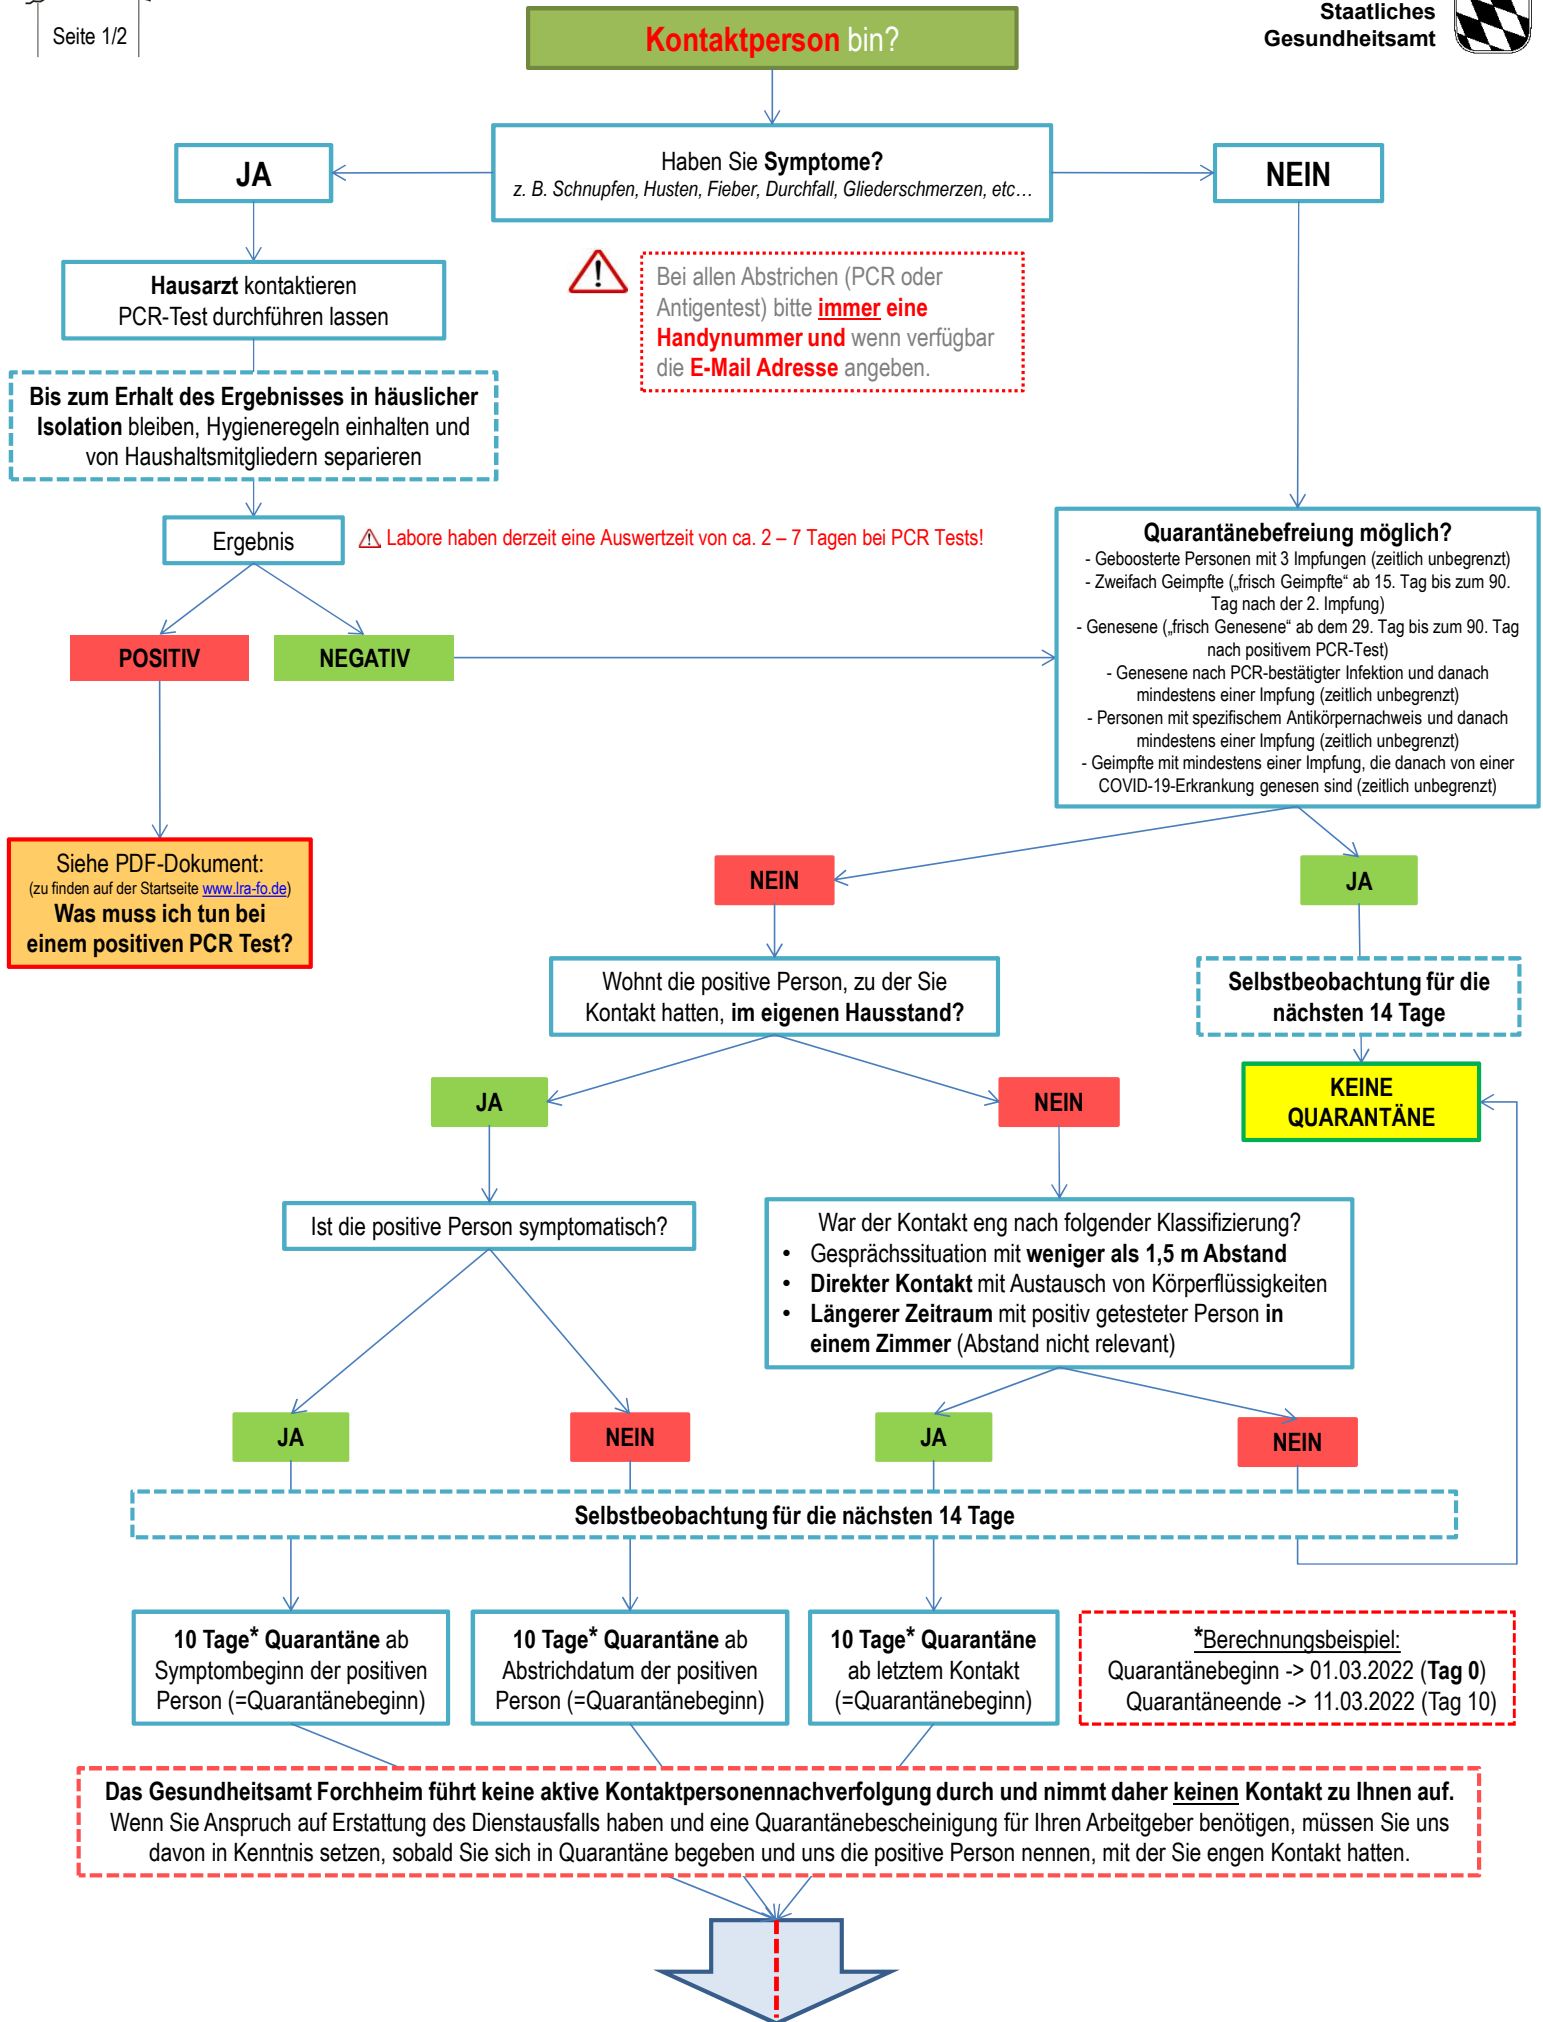 Seite 1/2
Kontaktperson bin?
Staatliches
Gesundheitsamt
Haben Sie Symptome?
z. B. Schnupfen, Husten, Fieber, Durchfall, Gliederschmerzen, etc…
JA
NEIN
Hausarzt kontaktieren
PCR-Test durchführen lassen
Bei allen Abstrichen (PCR oder
Antigentest) bitte immer eine
Handynummer und wenn verfügbar
die E-Mail Adresse angeben.
Bis zum Erhalt des Ergebnisses in häuslicher
Isolation bleiben, Hygieneregeln einhalten und
von Haushaltsmitgliedern separieren
Ergebnis
Labore haben derzeit eine Auswertzeit von ca. 2 – 7 Tagen bei PCR Tests!
POSITIV
NEGATIV
Quarantänebefreiung möglich?
- Geboosterte Personen mit 3 Impfungen (zeitlich unbegrenzt)
- Zweifach Geimpfte („frisch Geimpfte“ ab 15. Tag bis zum 90.
Tag nach der 2. Impfung)
- Genesene („frisch Genesene“ ab dem 29. Tag bis zum 90. Tag
nach positivem PCR-Test)
- Genesene nach PCR-bestätigter Infektion und danach
mindestens einer Impfung (zeitlich unbegrenzt)
- Personen mit spezifischem Antikörpernachweis und danach
mindestens einer Impfung (zeitlich unbegrenzt)
- Geimpfte mit mindestens einer Impfung, die danach von einer
COVID-19-Erkrankung genesen sind (zeitlich unbegrenzt)
Siehe PDF-Dokument:
(zu finden auf der Startseite www.lra-fo.de)
Was muss ich tun bei
einem positiven PCR Test?
NEIN
JA
Wohnt die positive Person, zu der Sie
Kontakt hatten, im eigenen Hausstand?
Selbstbeobachtung für die
nächsten 14 Tage
JA
NEIN
KEINE
QUARANTÄNE
Ist die positive Person symptomatisch?
War der Kontakt eng nach folgender Klassifizierung?
• Gesprächssituation mit weniger als 1,5 m Abstand
• Direkter Kontakt mit Austausch von Körperflüssigkeiten
• Längerer Zeitraum mit positiv getesteter Person in
einem Zimmer (Abstand nicht relevant)
JA
NEIN
JA
NEIN
Selbstbeobachtung für die nächsten 14 Tage
10 Tage* Quarantäne ab
Symptombeginn der positiven
Person (=Quarantänebeginn)
10 Tage* Quarantäne ab
Abstrichdatum der positiven
Person (=Quarantänebeginn)
10 Tage* Quarantäne
ab letztem Kontakt
(=Quarantänebeginn)
*Berechnungsbeispiel:
Quarantänebeginn -> 01.03.2022 (Tag 0)
Quarantäneende -> 11.03.2022 (Tag 10)
Das Gesundheitsamt Forchheim führt keine aktive Kontaktpersonennachverfolgung durch und nimmt daher keinen Kontakt zu Ihnen auf.
Wenn Sie Anspruch auf Erstattung des Dienstausfalls haben und eine Quarantänebescheinigung für Ihren Arbeitgeber benötigen, müssen Sie uns
davon in Kenntnis setzen, sobald Sie sich in Quarantäne begeben und uns die positive Person nennen, mit der Sie engen Kontakt hatten.